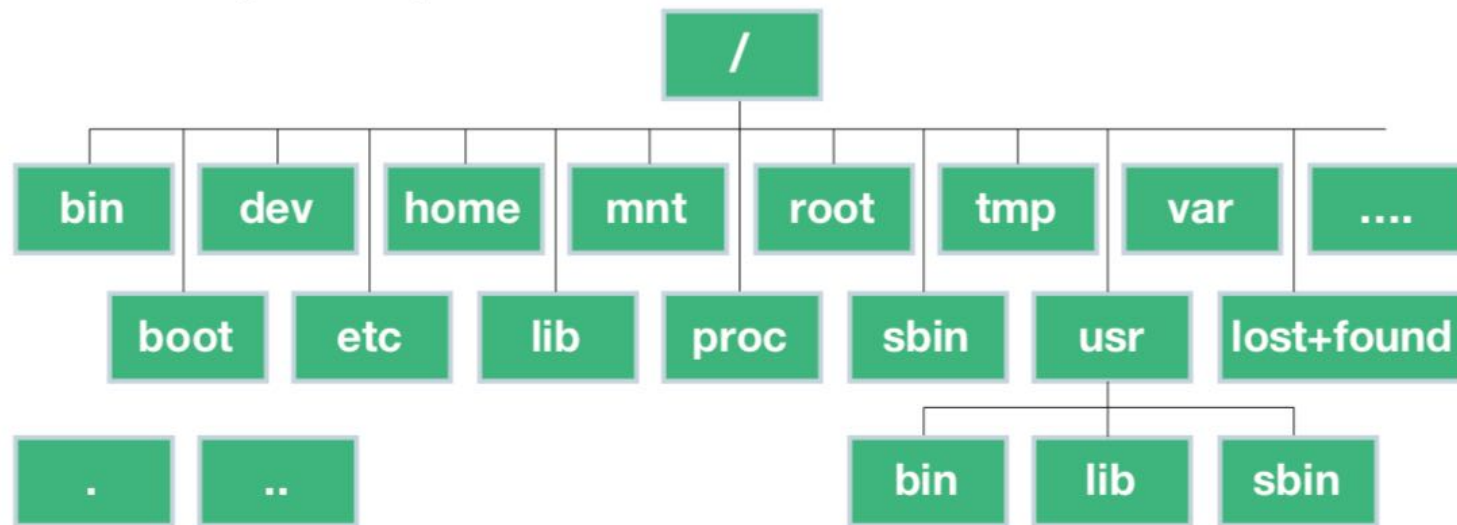 /
bin dev home mnt root tmp var ....
boot etc lib proc sbin usr lost+found
. .. bin lib sbin